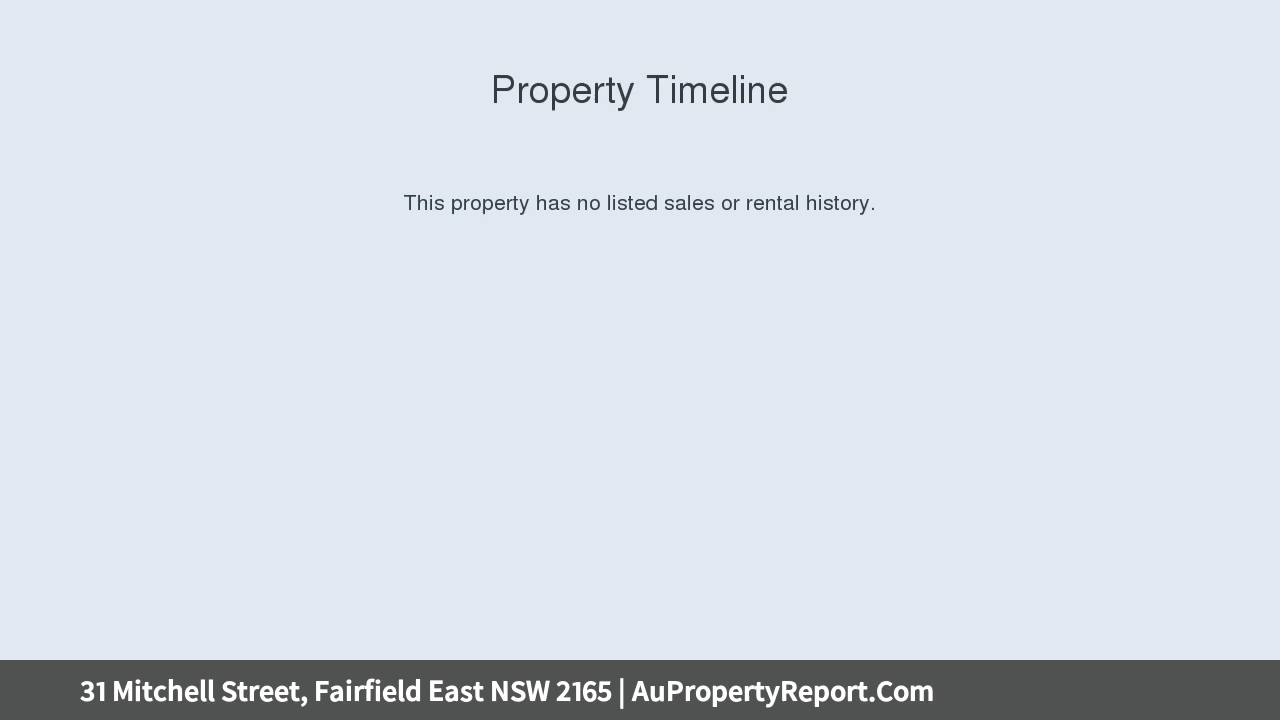 Property Timeline
This property has no listed sales or rental history.
31 Mitchell Street, Fairfield East NSW 2165 | AuPropertyReport.Com